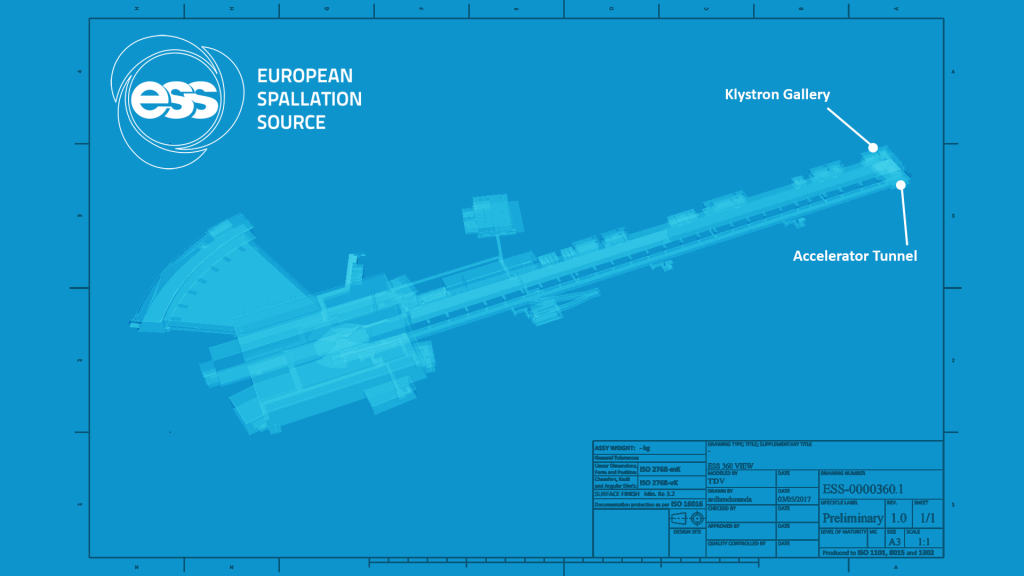 ess
EUROPEAN
SPALLATION
SOURCE
Klystron Gallery
Accelerator Tunnel
ASSY WEIGHT: - kg
General Tolerances
Linear Dimensions,
Form and Position:
ISO 2768-mK
and Angular Dim's:
ISO 2768-vK
SURFACE FINISH Min. Ra 3.2
Documentation protection as per ISO 16016
DESIGN SITE
DRAWING TYPE; TITLE; SUPPLEMENTARY TITLE
-
ESS 360 VIEW
MODELED BY
TDV
DATE
DRAWN BY
DATE
03/05/2017
CHECKED BY
DATE
APPROVED BY
DATE
QUALITY CONTROLLED BY
DATE
DRAWING NUMBER
ESS-0000360.1
LIFECYCLE LABEL
Preliminary
REV.
1.0
SHEET
1/1
LEVEL OF MATURITY
MC
SIZE
A3
SCALE
1:1
Produced to ISO 1101, 8015 and 1302